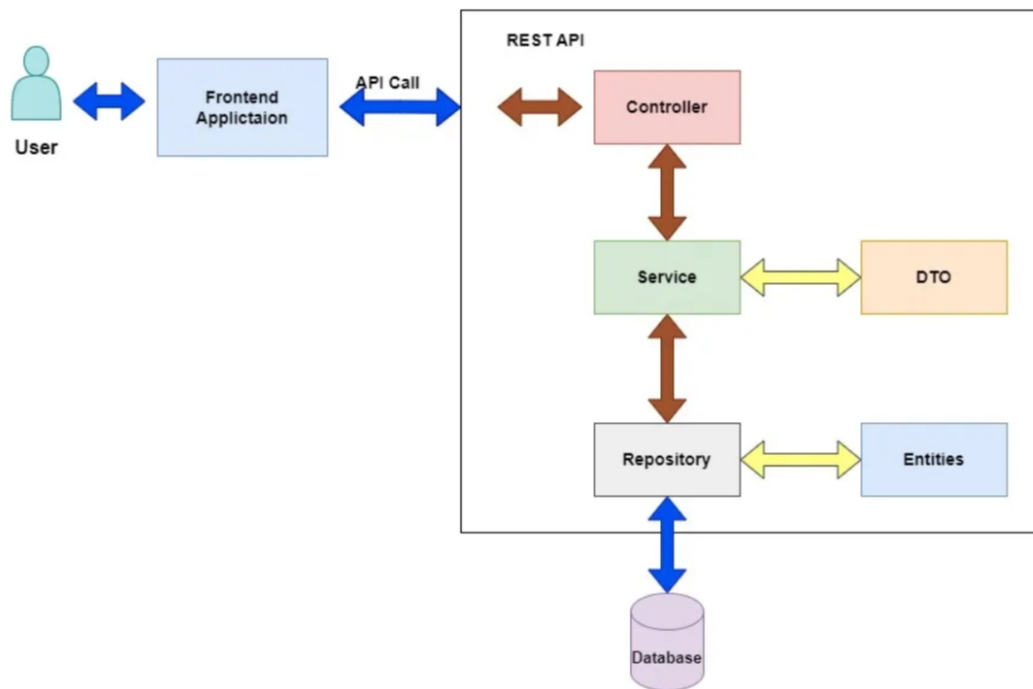 REST API
API Call
Controller
Frontend
Applictaion
User
Service
DTO
Repository
Entities
Database